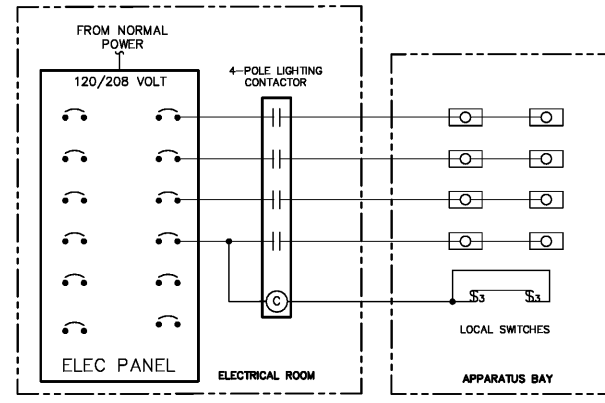 FROM NORMAL
POWER
120/208 VOLT
4-POLE LIGHTING
CONTACTOR
C
$3 $3
LOCAL SWITCHES
ELEC PANEL
ELECTRICAL ROOM
APPARATUS BAY